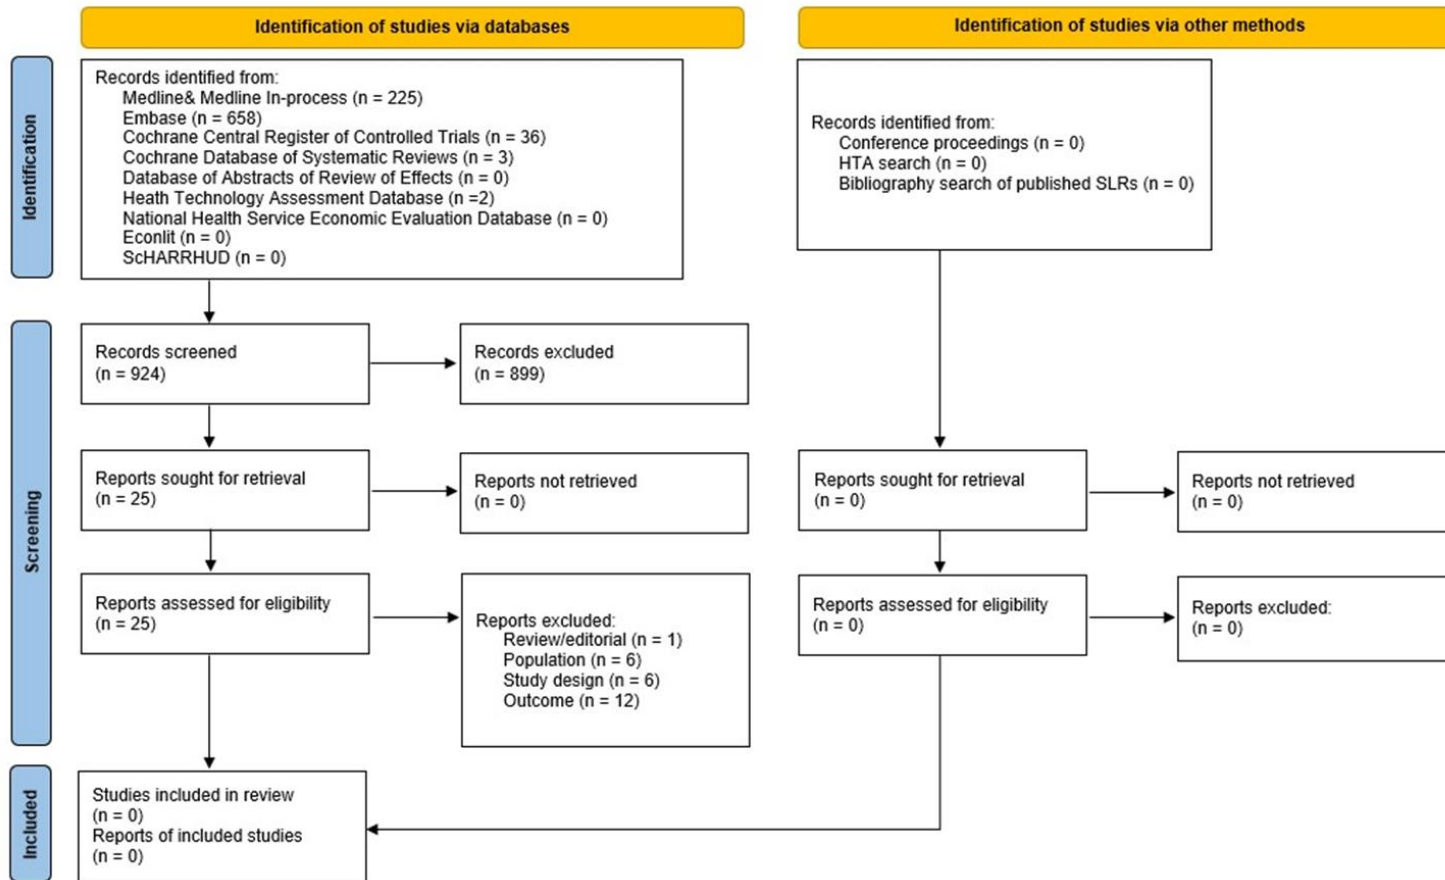 Identification of studies via databases
Identification of studies via other methods
Identification
Records identified from:
Medline& Medline In-process (n = 225)
Embase (n = 658)
Cochrane Central Register of Controlled Trials (n = 36)
Cochrane Database of Systematic Reviews (n = 3)
Database of Abstracts of Review of Effects (n = 0)
Heath Technology Assessment Database (n =2)
National Health Service Economic Evaluation Database (n = 0)
Econlit (n = 0)
ScHARRHUD (n = 0)
Records identified from:
Conference proceedings (n = 0)
HTA search (n = 0)
Bibliography search of published SLRs (n = 0)
Screening
Records screened
(n = 924)
Records excluded
(n = 899)
Reports sought for retrieval
(n = 25)
Reports not retrieved
(n = 0)
Reports sought for retrieval
(n = 0)
Reports not retrieved
(n = 0)
Reports assessed for eligibility
(n = 25)
Reports excluded:
Review/editorial (n = 1)
Population (n = 6)
Study design (n = 6)
Outcome (n = 12)
Reports assessed for eligibility
(n = 0)
Reports excluded:
(n = 0)
Included
Studies included in review
(n = 0)
Reports of included studies
(n = 0)